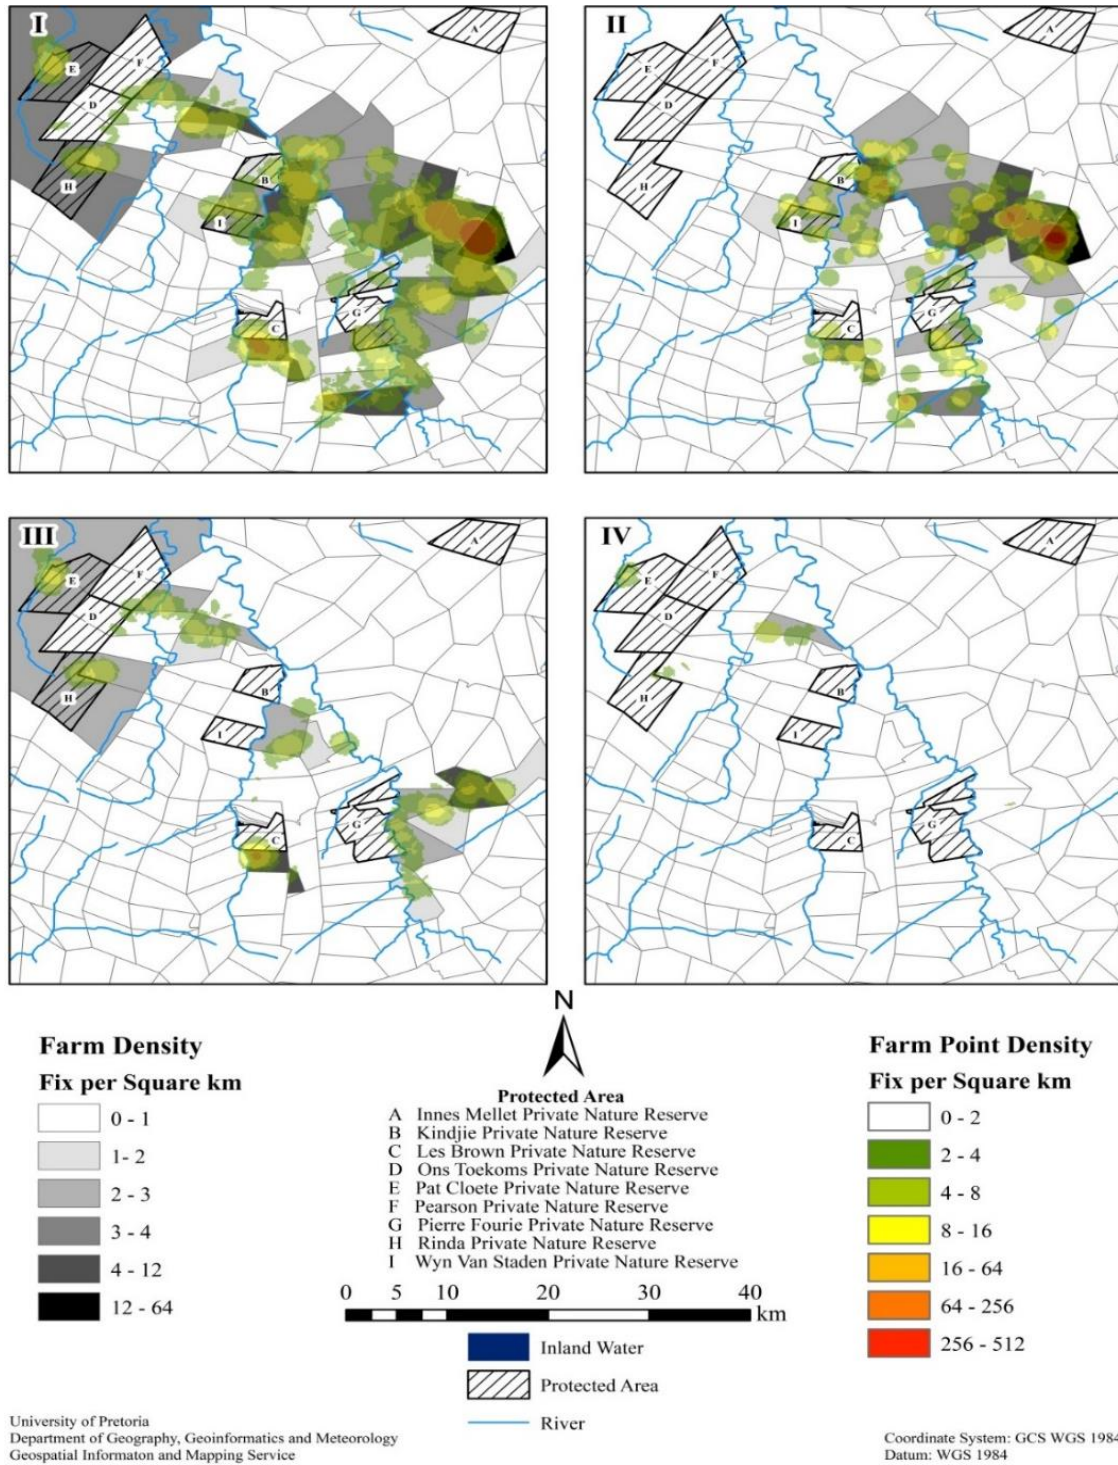 I
II
A
A
E
F
D
B
H
I
C
G
E
F
D
B
H
I
C
G
III
IV
A
A
E
F
D
B
H
I
C
G
E
F
D
B
H
I
C
G
N
Farm Density
Fix per Square km
0 - 1
1- 2
2 - 3
3 - 4
4 - 12
12 - 64
Protected Area
A Innes Mellet Private Nature Reserve
B Kindjie Private Nature Reserve
C Les Brown Private Nature Reserve
D Ons Toekoms Private Nature Reserve
E Pat Cloete Private Nature Reserve
F Pearson Private Nature Reserve
G Pierre Fourie Private Nature Reserve
H Rinda Private Nature Reserve
I Wyn Van Staden Private Nature Reserve
0 5 10 20 30 40
km
Inland Water
Protected Area
River
Farm Point Density
Fix per Square km
0 - 2
2 - 4
4 - 8
8 - 16
16 - 64
64 - 256
256 - 512
University of Pretoria
Department of Geography, Geoinformatics and Meteorology
Geospatial Informaton and Mapping Service
Coordinate System: GCS WGS 1984
Datum: WGS 1984